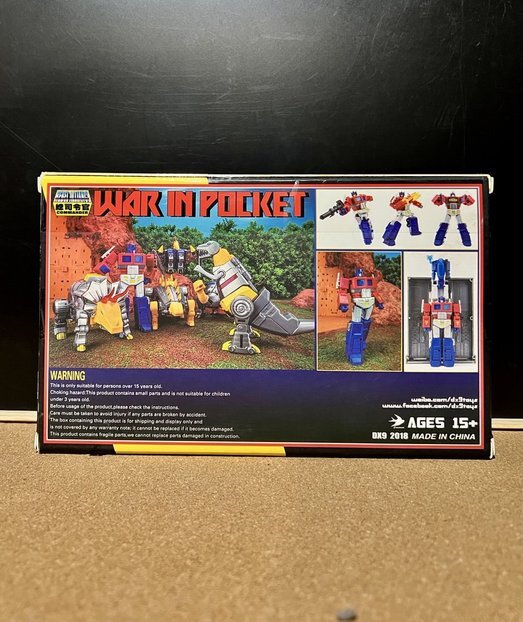 総司令官
COMMANDER
WAR IN POCKET
WARNING
This is only suitable for persons over 15 years old.
Choking hazard:This product contains small parts and is not suitable for children
under 3 years old.
Before usage of the product,please check the instructions.
Care must be taken to avoid injury if any parts are broken by accident.
The box containing this product is for shipping and display only and
is not covered by any warranty note; it cannot be replaced if it becomes damaged.
This product contains fragile parts,we cannot replace parts damaged in construction.
weibo.com/dx9toys
www.facebook.com/dx9toys
AGES 15+
DX9 2018 MADE IN CHINA